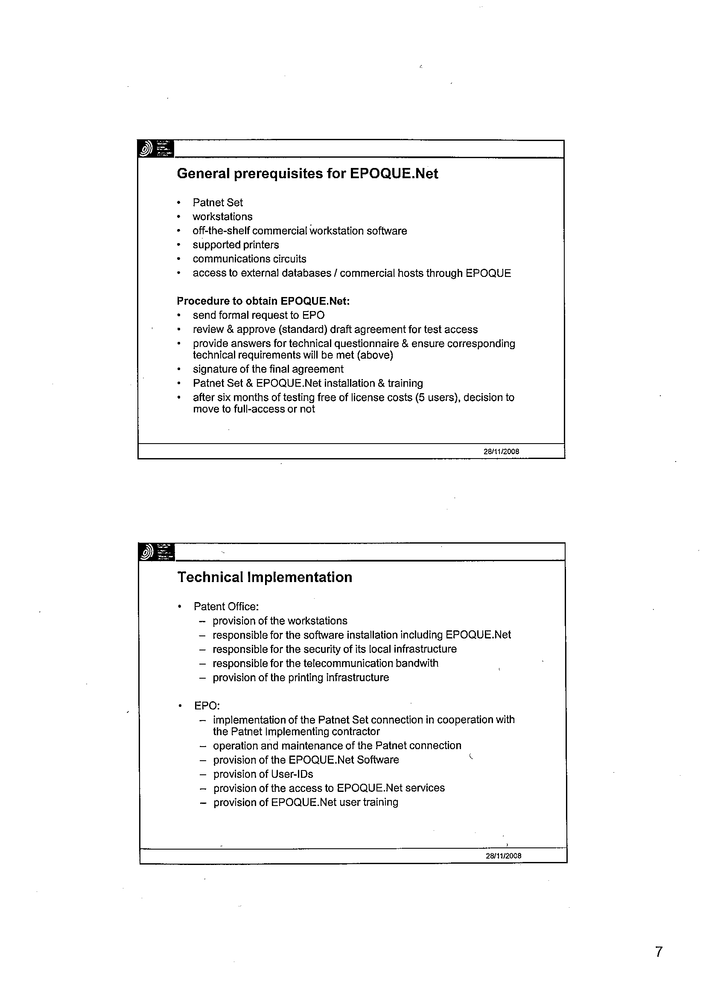 General prerequisites for EPOQUE.Net
• Patnet Set
• workstations
• off-the-shelf commercial workstation software
• supported printers
• communications circuits
• access to external databases / commercial hosts through EPOQUE
Procedure to obtain EPOQUE.Net:
• send formal request to EPO
• review & approve (standard) draft agreement for test access
• provide answers for technical questionnaire & ensure corresponding
technical requirements will be met (above)
• signature of the final agreement
• Patnet Set & EPOQUE.Net installation & training
• after six months of testing free of license costs (5 users), decision to
move to full-access or not
28/11/2008
Technical Implementation
• Patent Office:
– provision of the workstations
– responsible for the software installation including EPOQUE.Net
– responsible for the security of its local infrastructure
– responsible for the telecommunication bandwith
– provision of the printing infrastructure
• EPO:
– implementation of the Patnet Set connection in cooperation with
the Patnet Implementing contractor
– operation and maintenance of the Patnet connection
– provision of the EPOQUE.Net Software
– provision of User-IDs
– provision of the access to EPOQUE.Net services
– provision of EPOQUE.Net user training
28/11/2008
7